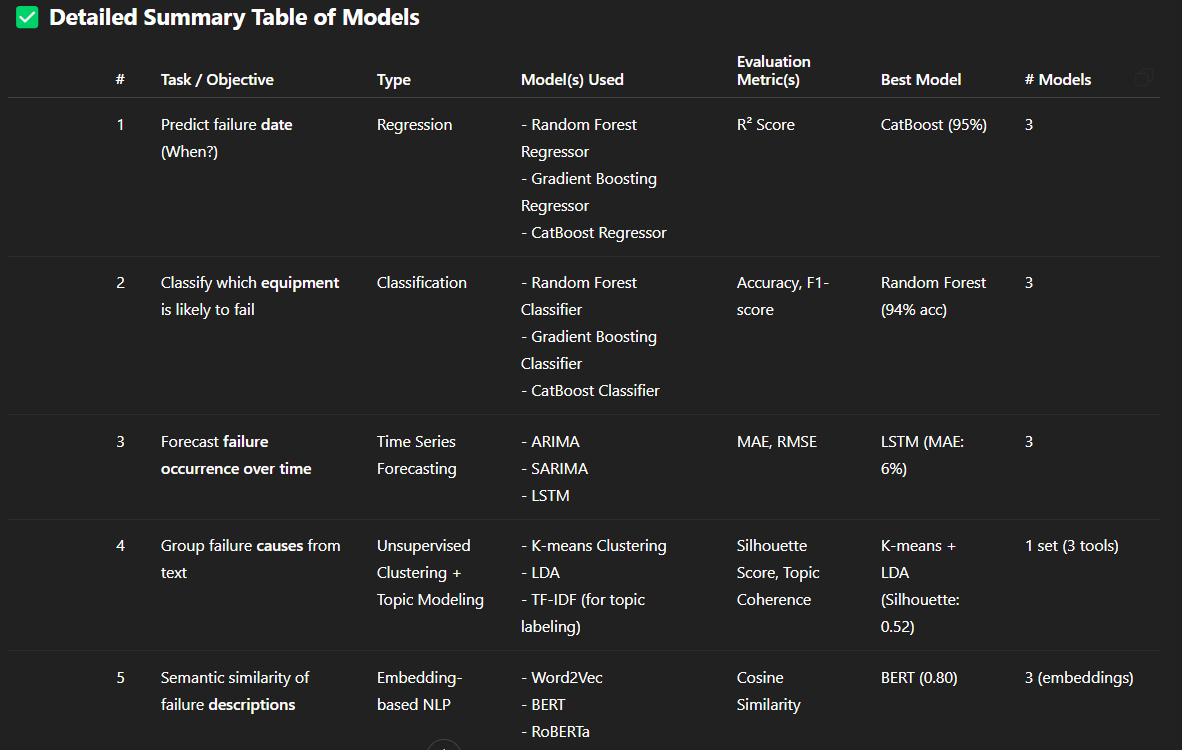 ✅ Detailed Summary Table of Models
# Task / Objective Type Model(s) Used Evaluation Metric(s) Best Model # Models
1 Predict failure date (When?) Regression - Random Forest Regressor - Gradient Boosting Regressor - CatBoost Regressor R² Score CatBoost (95%) 3
2 Classify which equipment is likely to fail Classification - Random Forest Classifier - Gradient Boosting Classifier - CatBoost Classifier Accuracy, F1-score Random Forest (94% acc) 3
3 Forecast failure occurrence over time Time Series Forecasting - ARIMA - SARIMA - LSTM MAE, RMSE LSTM (MAE: 6%) 3
4 Group failure causes from text Unsupervised Clustering + Topic Modeling - K-means Clustering - LDA - TF-IDF (for topic labeling) Silhouette Score, Topic Coherence K-means + LDA (Silhouette: 0.52) 1 set (3 tools)
5 Semantic similarity of failure descriptions Embedding-based NLP - Word2Vec - BERT - RoBERTa Cosine Similarity BERT (0.80) 3 (embeddings)